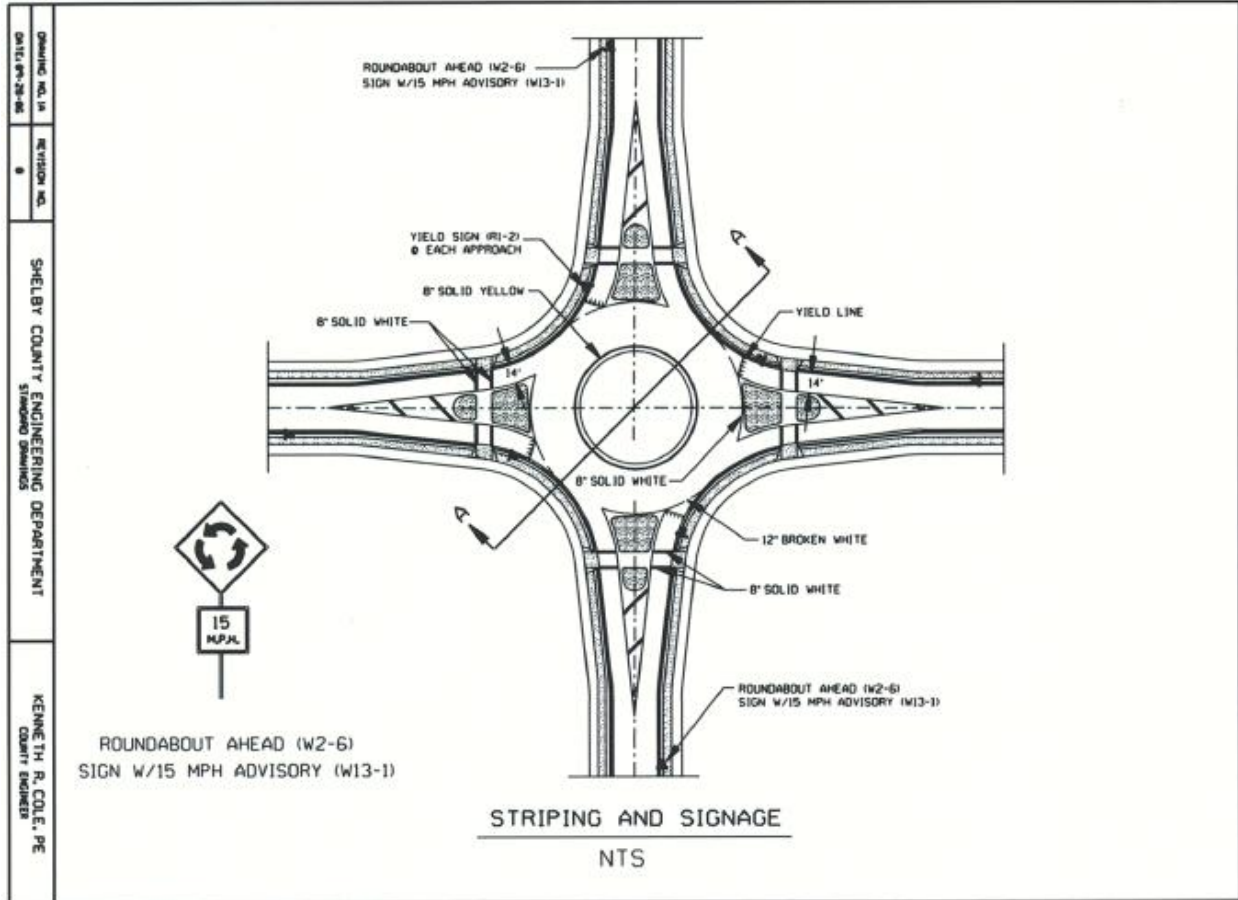 ROUNDABOUT AHEAD (W2-6)
SIGN W/15 MPH ADVISORY (W13-1)
YIELD SIGN (R1-2)
@ EACH APPROACH
8" SOLID YELLOW
8" SOLID WHITE
YIELD LINE
A
14'
14'
8" SOLID WHITE
A
12" BROKEN WHITE
8" SOLID WHITE
15
M.P.H.
ROUNDABOUT AHEAD (W2-6)
SIGN W/15 MPH ADVISORY (W13-1)
ROUNDABOUT AHEAD (W2-6)
SIGN W/15 MPH ADVISORY (W13-1)
STRIPING AND SIGNAGE
NTS
DRAWING NO. 1A
REVISION NO.
0
SHELBY COUNTY ENGINEERING DEPARTMENT
STANDARD DRAWINGS
KENNETH R. COLE, PE
COUNTY ENGINEER